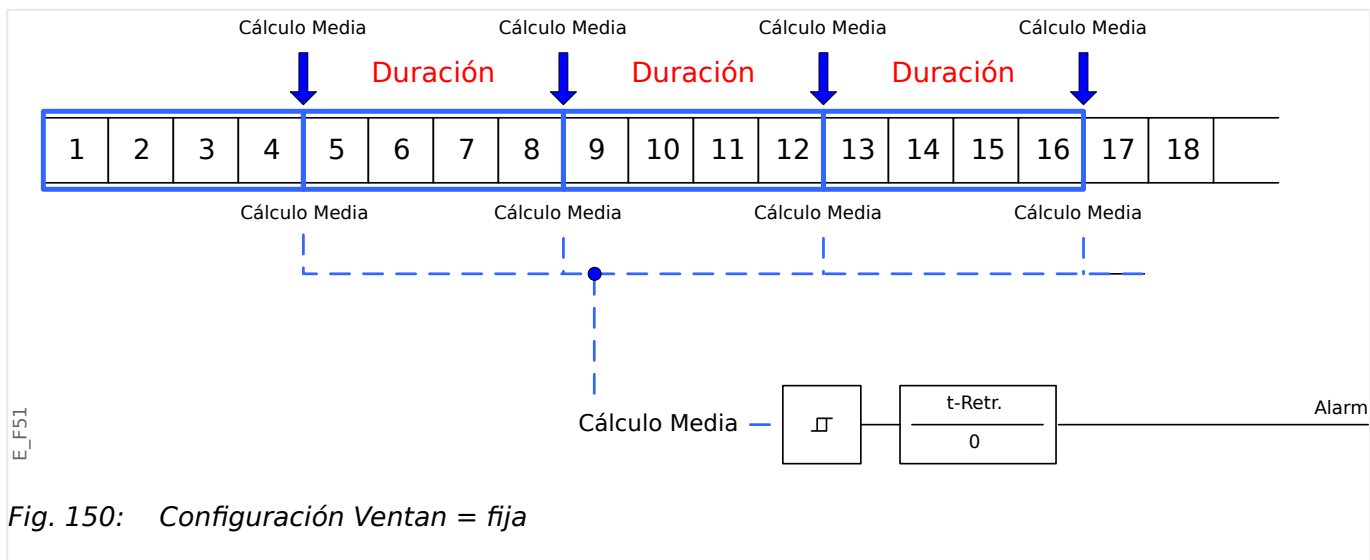 Cálculo Media Cálculo Media Cálculo Media Cálculo Media
Duración Duración Duración
1 2 3 4 5 6 7 8 9 10 11 12 13 14 15 16 17 18
Cálculo Media Cálculo Media Cálculo Media Cálculo Media
t-Retr.
Cálculo Media
0
Alarm
E_F51
Fig. 150: Configuración Ventan = fija